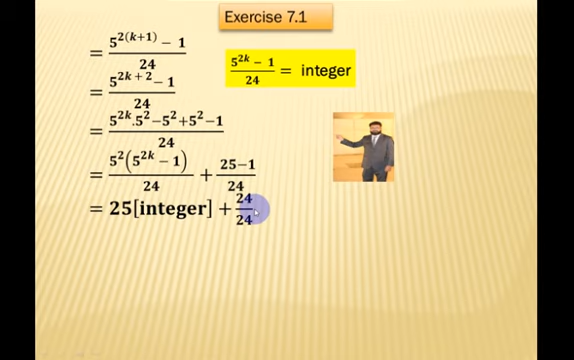 Exercise 7.1
= (5^{2(k+1)} − 1)/24
(5^{2k} − 1)/24 = integer
= (5^{2k + 2} − 1)/24
= (5^{2k}.5^2 −5^2 +5^2 −1)/24
= 5^2(5^{2k} − 1)/24 + (25−1)/24
= 25[integer] + 24/24